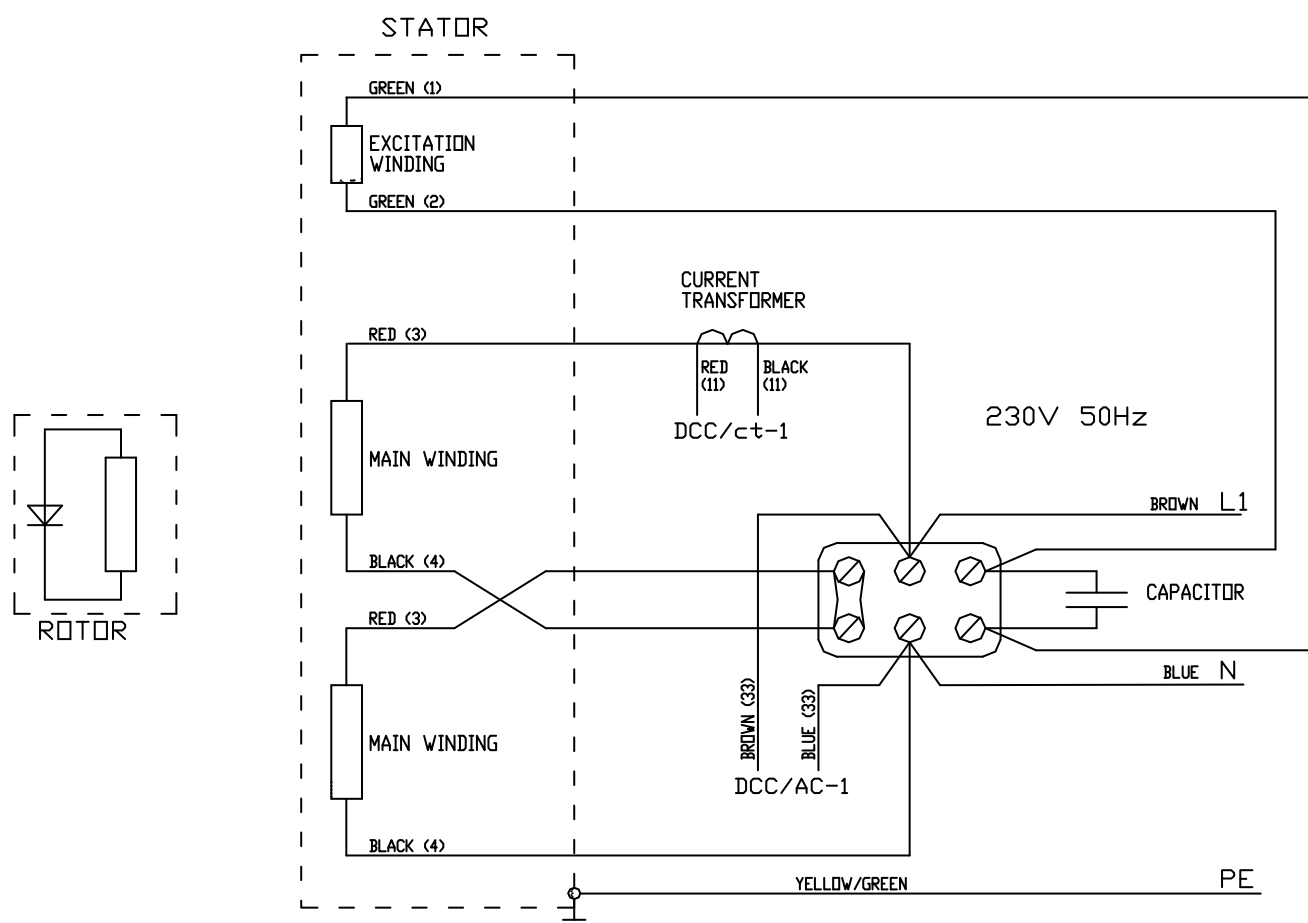 STATOR
GREEN (1)
EXCITATION
WINDING
GREEN (2)
CURRENT
TRANSFORMER
RED (3)
RED
(11)
BLACK
(11)
DCC/ct-1
230V 50Hz
MAIN WINDING
BROWN L1
BLACK (4)
CAPACITOR
RED (3)
ROTOR
BLUE N
BROWN (33)
BLUE (33)
MAIN WINDING
DCC/AC-1
BLACK (4)
YELLOW/GREEN PE